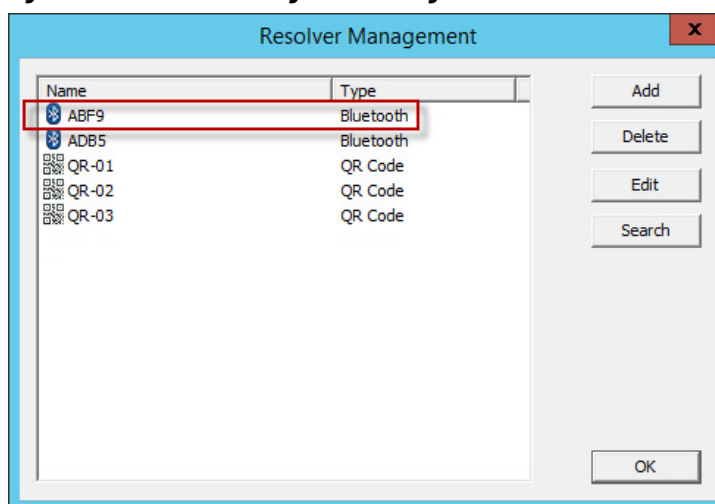 Resolver Management
x
Name Type
ABF9 Bluetooth
ADB5 Bluetooth
QR-01 QR Code
QR-02 QR Code
QR-03 QR Code
Add
Delete
Edit
Search
OK